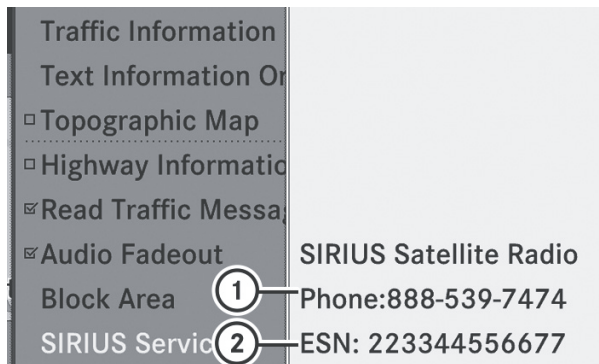 Traffic Information
Text Information Or
Topographic Map
Highway Informatio
Read Traffic Messa
Audio Fadeout
Block Area
SIRIUS Servic
SIRIUS Satellite Radio
1 Phone:888-539-7474
2 ESN: 223344556677